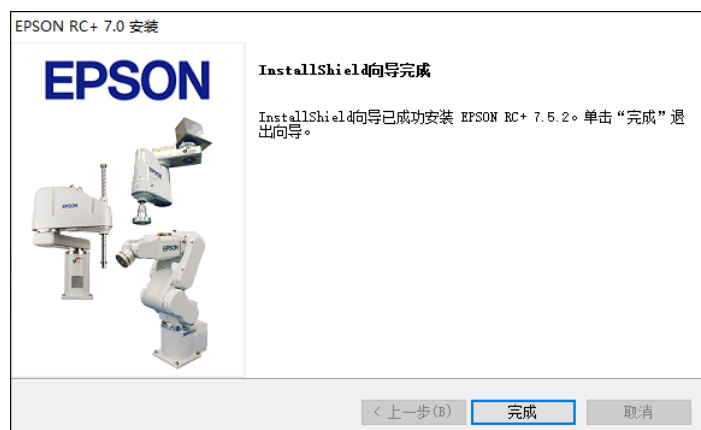 EPSON RC+ 7.0 安装
EPSON
InstallShield向导完成
InstallShield向导已成功安装 EPSON RC+ 7.5.2。单击“完成”退
出向导。
EPSON
EPSON
EPSON
< 上一步(B)
完成
取消